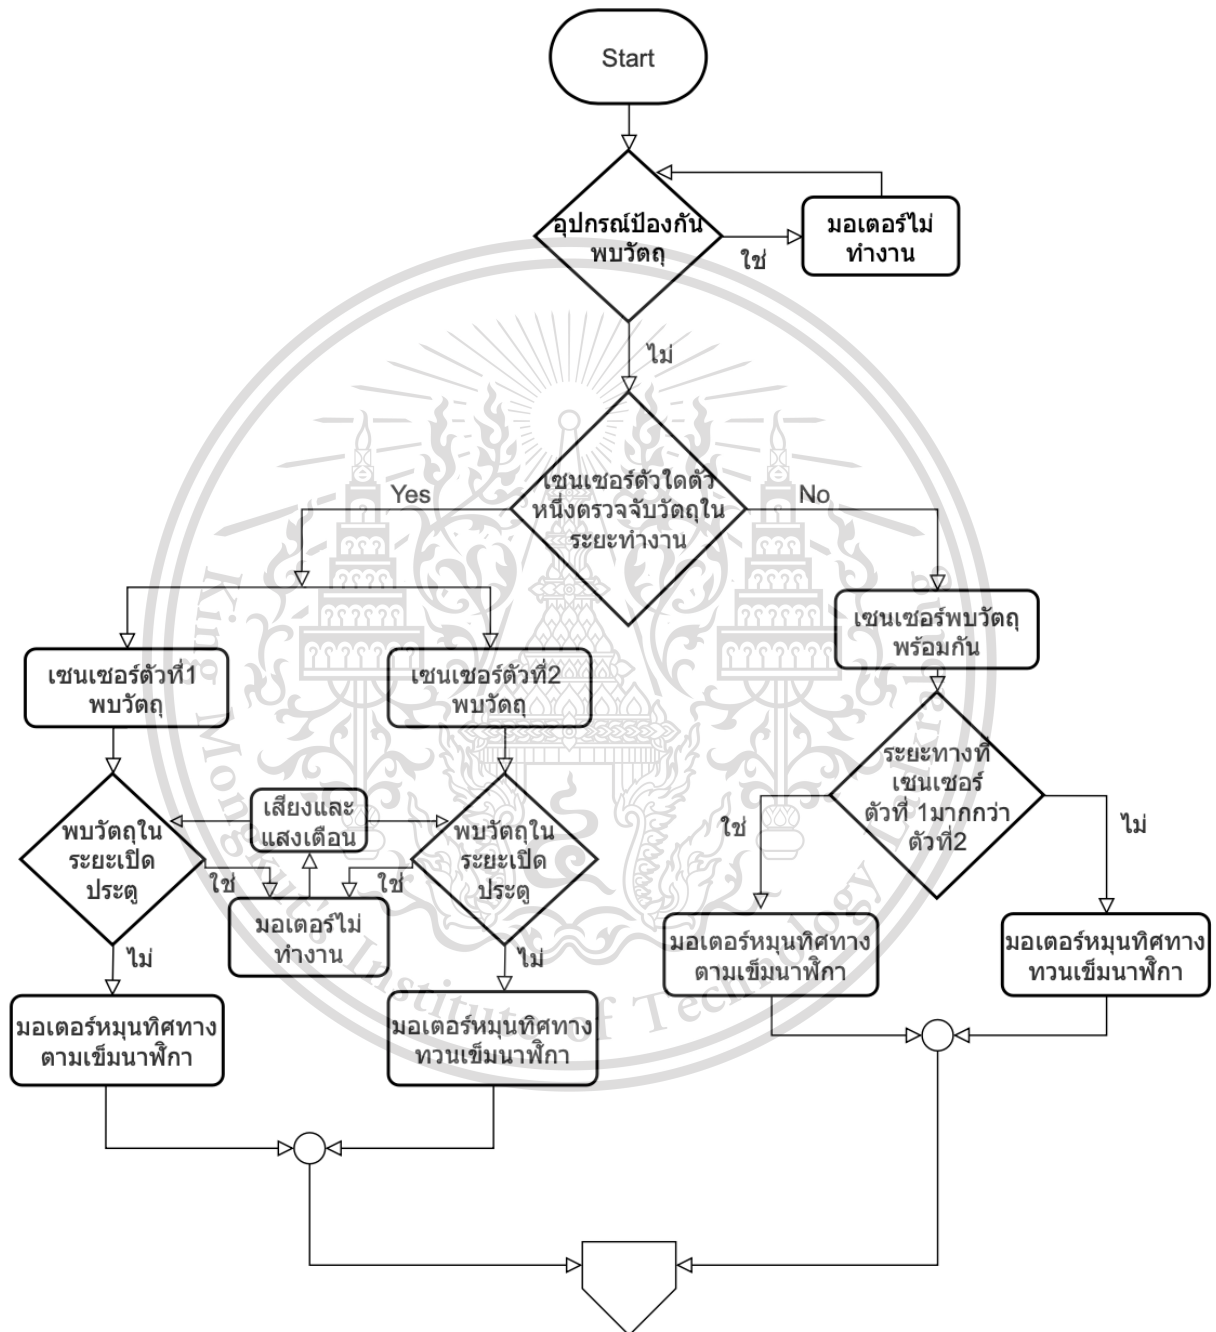 Start
อุปกรณ์ป้องกัน
พบวัตถุ
ใช่
มอเตอร์ไม่
ทำงาน
ไม่
เซนเซอร์ตัวใดตัว
หนึ่งตรวจจับวัตถุใน
ระยะทำงาน
Yes
No
เซนเซอร์ตัวที่1
พบวัตถุ
เซนเซอร์ตัวที่2
พบวัตถุ
เซนเซอร์พบวัตถุ
พร้อมกัน
พบวัตถุใน
ระยะเปิด
ประตู
ใช่
เสียงและ
แสงเตือน
มอเตอร์ไม่
ทำงาน
ใช่
พบวัตถุใน
ระยะเปิด
ประตู
ระยะทางที่
เซนเซอร์
ตัวที่ 1มากกว่า
ตัวที่2
ใช่
ไม่
ไม่
ไม่
มอเตอร์หมุนทิศทาง
ตามเข็มนาฬิกา
มอเตอร์หมุนทิศทาง
ทวนเข็มนาฬิกา
มอเตอร์หมุนทิศทาง
ตามเข็มนาฬิกา
มอเตอร์หมุนทิศทาง
ทวนเข็มนาฬิกา
King Mongkut's Institute of Technology Ladkrabang